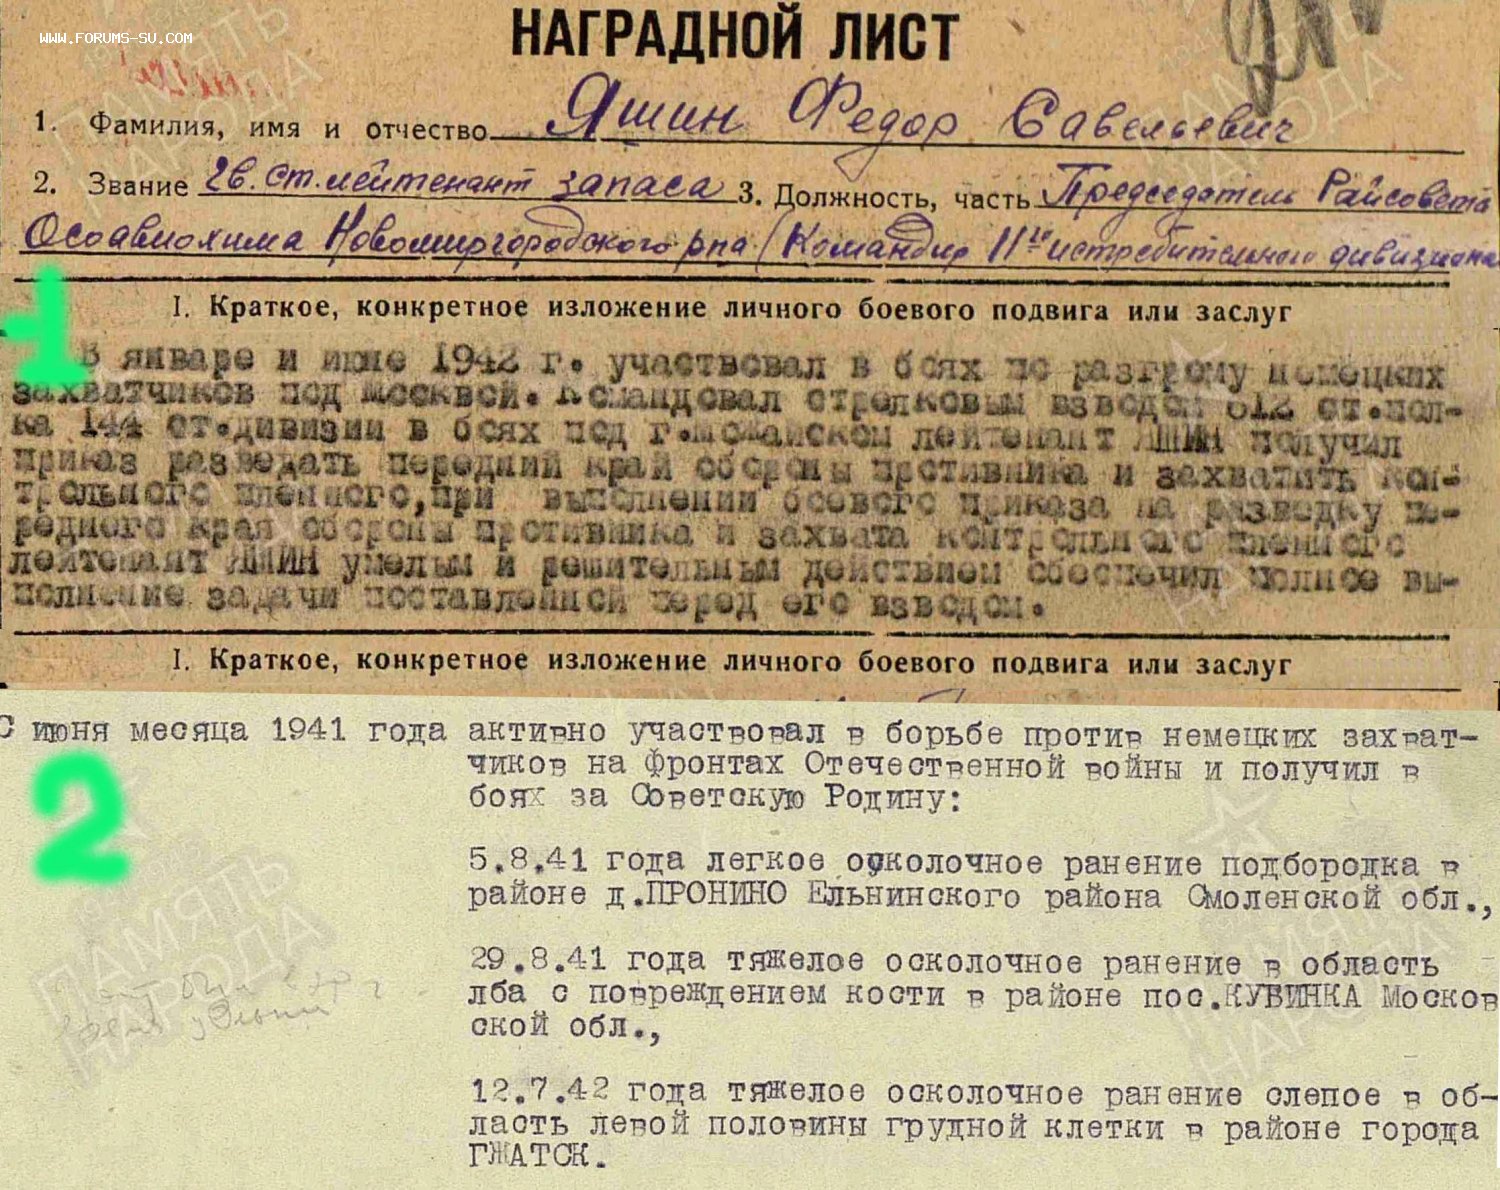 WWW.FORUMS-SU.COM
НАГРАДНОЙ ЛИСТ
1. Фамилия, имя и отчество Яшин Федор Савельевич
2. Звание Гв. ст. лейтенант запаса 3. Должность, часть Председатель Райсовета
Осоавиохима Новомиргородского р-на (Командир 11го истребительного дивизиона
1
I. Краткое, конкретное изложение личного боевого подвига или заслуг
В январе и июне 1942 г. участвовал в боях по разгрому немецких
захватчиков под Москвой. Командовал стрелковым взводом 612 ст.пол-
ка 144 ст.дивизии в боях под г.Можайском лейтенант ЯШИН получил
приказ разведать передний край обороны противника и захватить кон-
трольного пленного,при выполнении боевого приказа на разведку пе-
реднего края обороны противника и захвата контрольного пленного
лейтенант ЯШИН умелым и решительным действием обеспечил полное вы-
полнение задачи поставленной перед его взводом.
I. Краткое, конкретное изложение личного боевого подвига или заслуг
С июня месяца 1941 года активно участвовал в борьбе против немецких захват-
чиков на фронтах Отечественной войны и получил в
боях за Советскую Родину:
2
5.8.41 года легкое осколочное ранение подбородка в
районе д.ПРОНИНО Ельнинского района Смоленской обл.,
29.8.41 года тяжелое осколочное ранение в область
лба с повреждением кости в районе пос.КУБИНКА Москов
ской обл.,
12.7.42 года тяжелое осколочное ранение слепое в об-
ласть левой половины грудной клетки в районе города
ГЖАТСК.
ПАМЯТЬ
НАРОДА